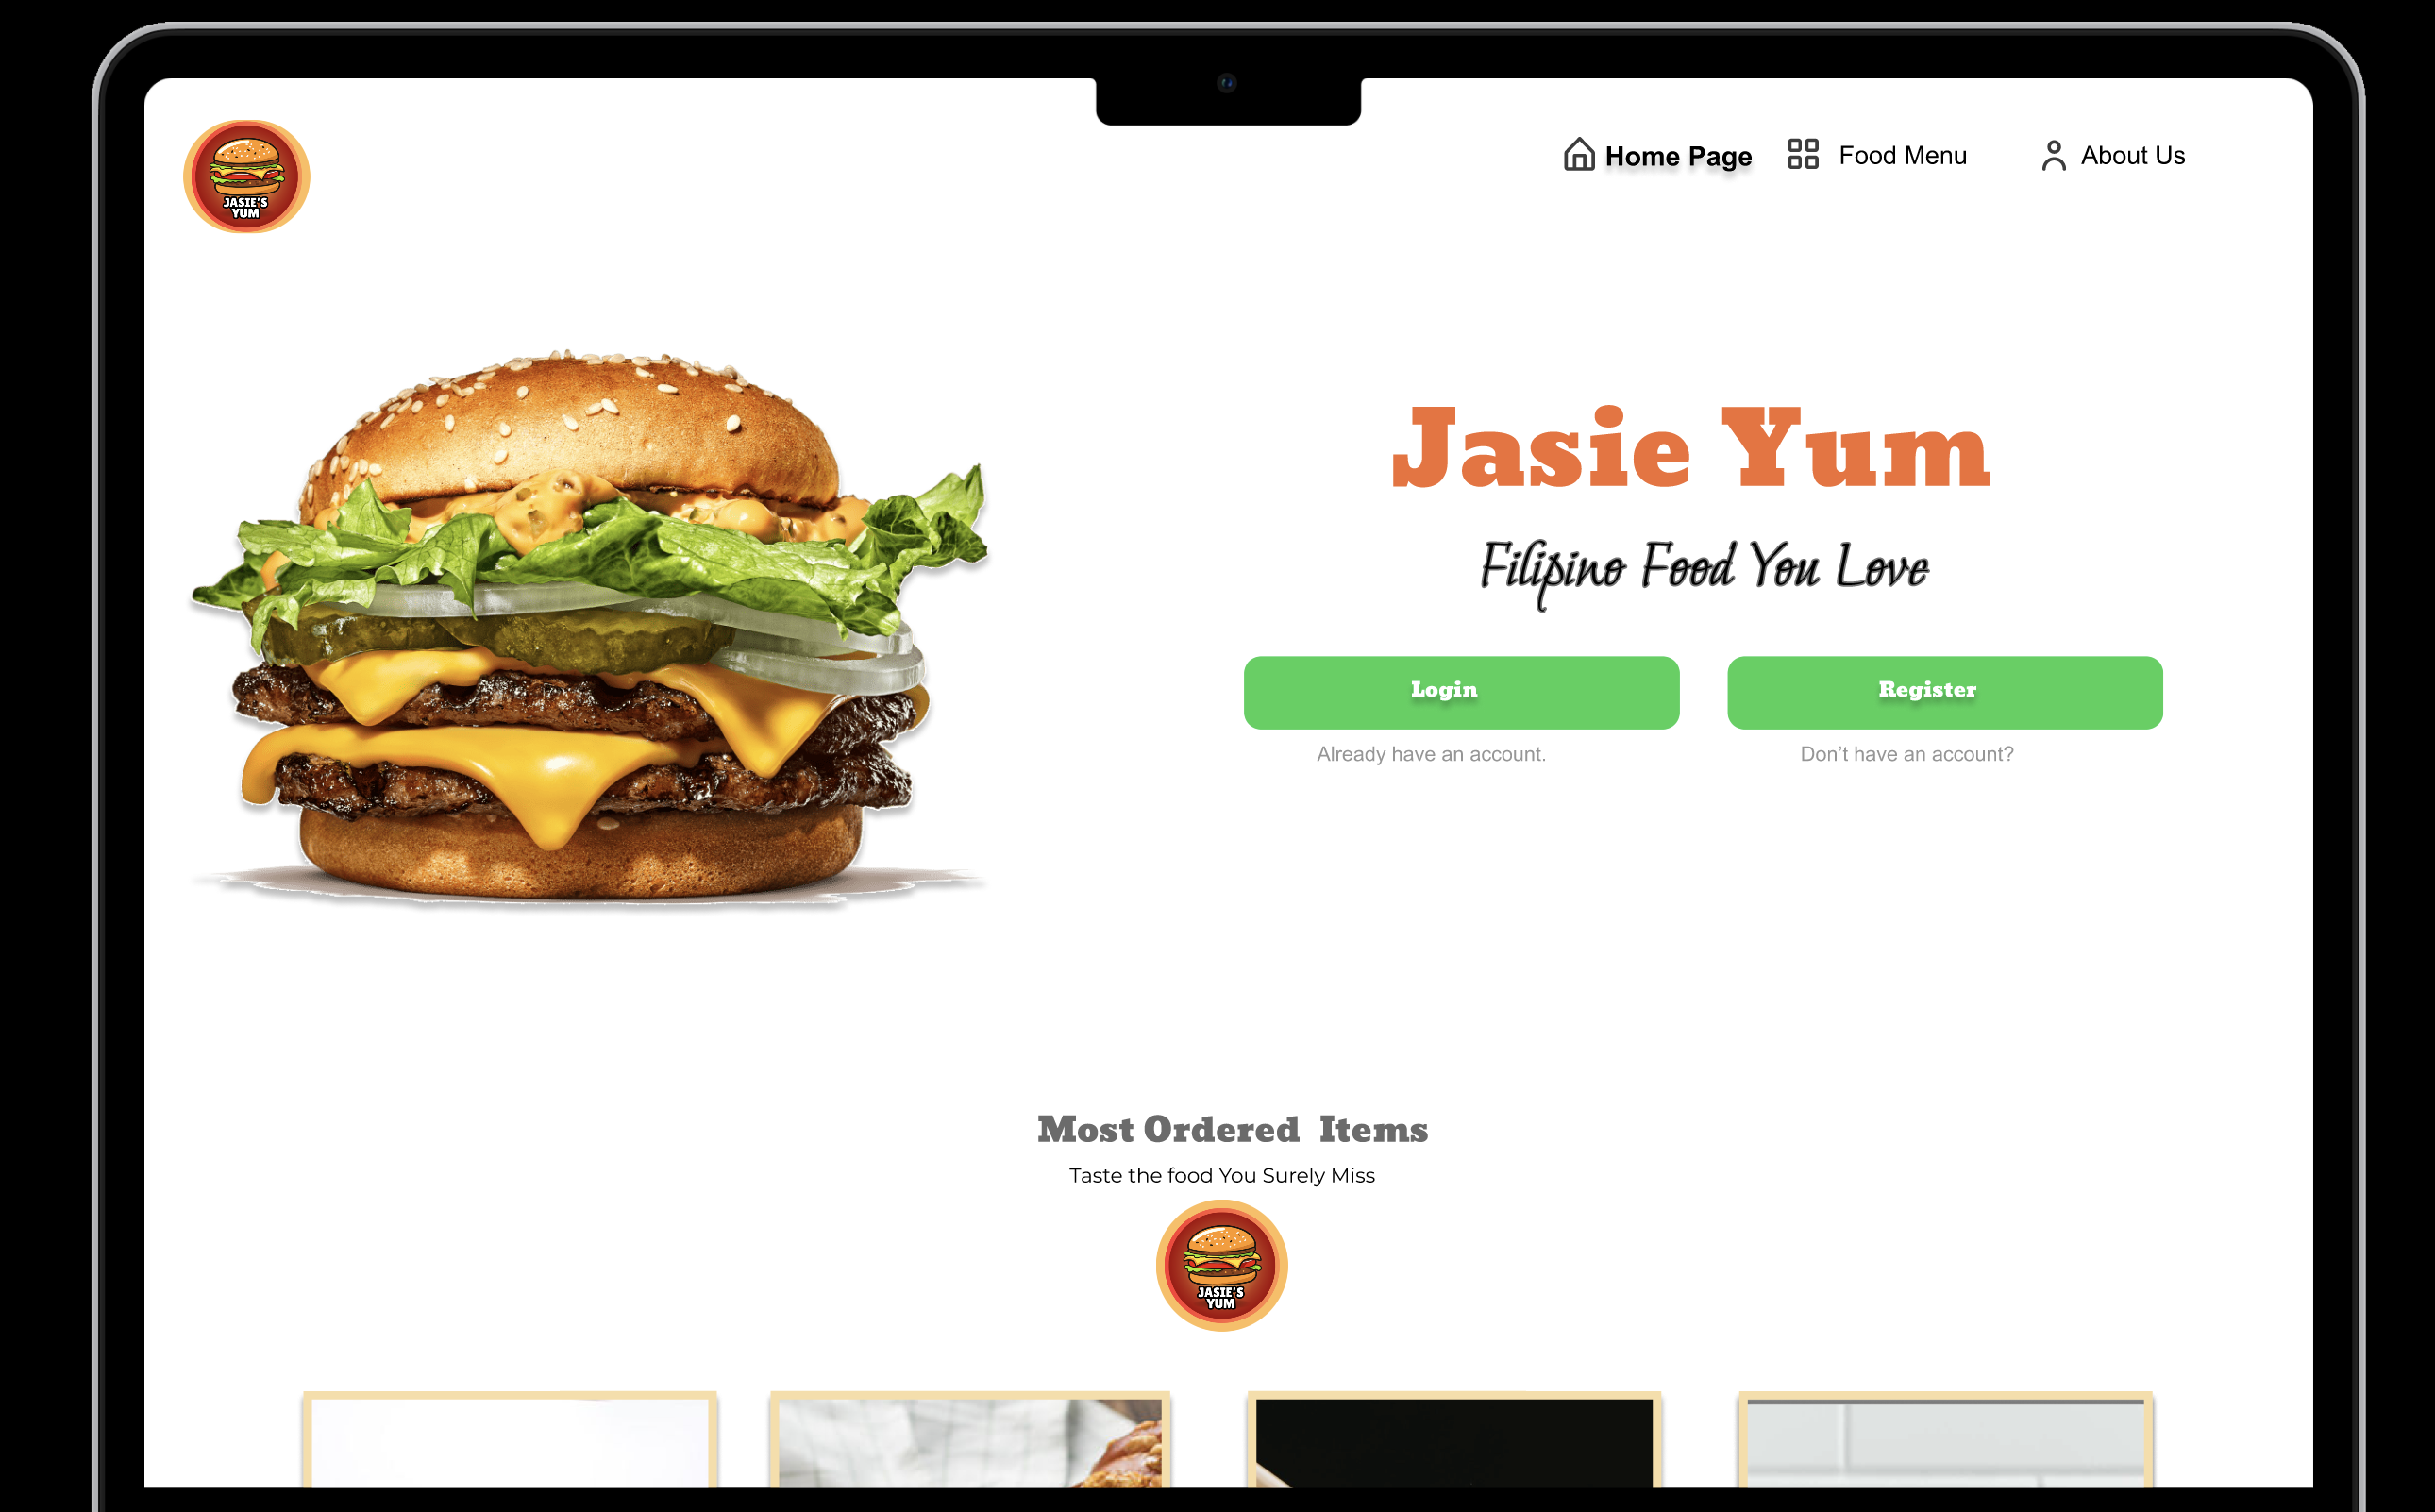 JASIE'S
YUM
Home Page
Food Menu
About Us
Jasie Yum
Filipino Food You Love
Login
Register
Already have an account.
Don't have an account?
Most Ordered Items
Taste the food You Surely Miss
JASIE'S
YUM